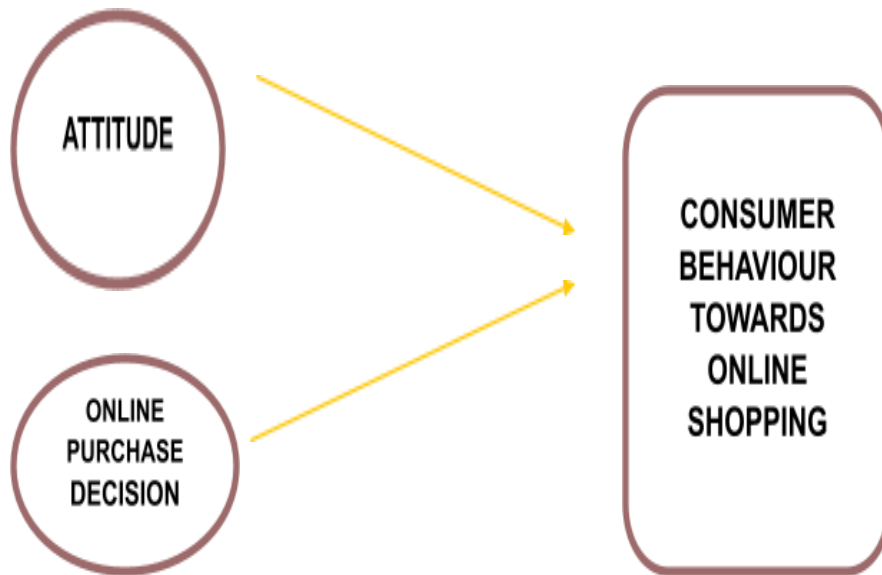 ATTITUDE
ONLINE
PURCHASE
DECISION
CONSUMER
BEHAVIOUR
TOWARDS
ONLINE
SHOPPING